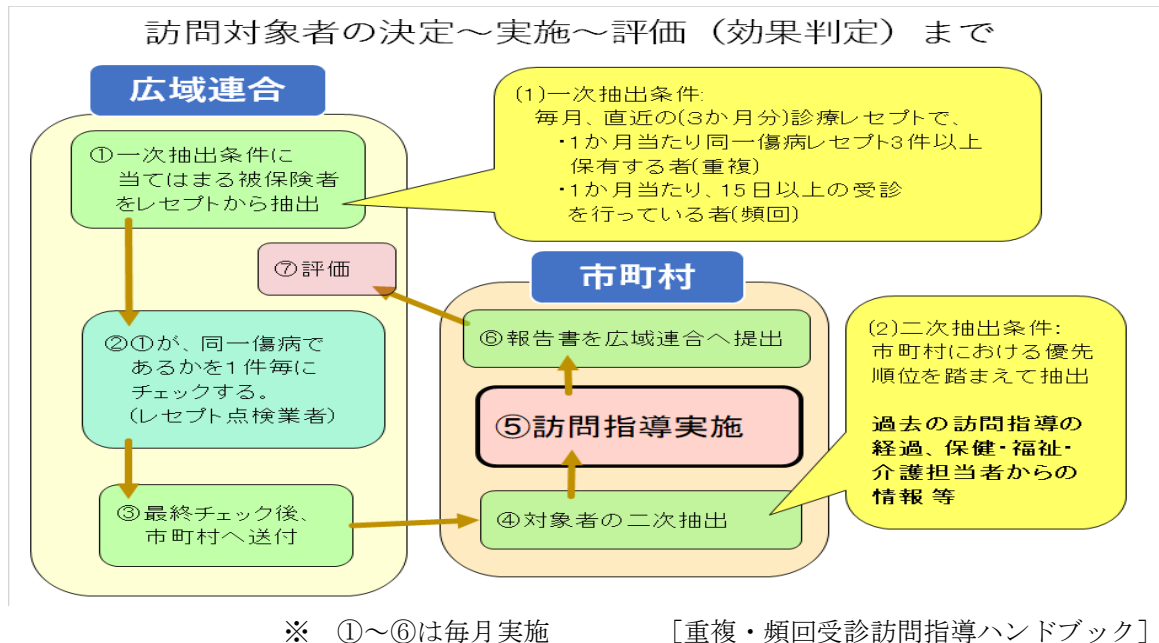 訪問対象者の決定～実施～評価（効果判定）まで
広域連合
①一次抽出条件に
当てはまる被保険者
をレセプトから抽出
(1)一次抽出条件:
毎月、直近の(3か月分)診療レセプトで、
・1か月当たり同一傷病レセプト3件以上
保有する者(重複)
・1か月当たり、15日以上の受診
を行っている者(頻回)
⑦評価
市町村
②①が、同一傷病で
あるかを1件毎に
チェックする。
(レセプト点検業者)
⑥報告書を広域連合へ提出
(2)二次抽出条件:
市町村における優先
順位を踏まえて抽出
過去の訪問指導の
経過、保健・福祉・
介護担当者からの
情報 等
⑤訪問指導実施
③最終チェック後、
市町村へ送付
④対象者の二次抽出
※　①～⑥は毎月実施　　　［重複・頻回受診訪問指導ハンドブック］